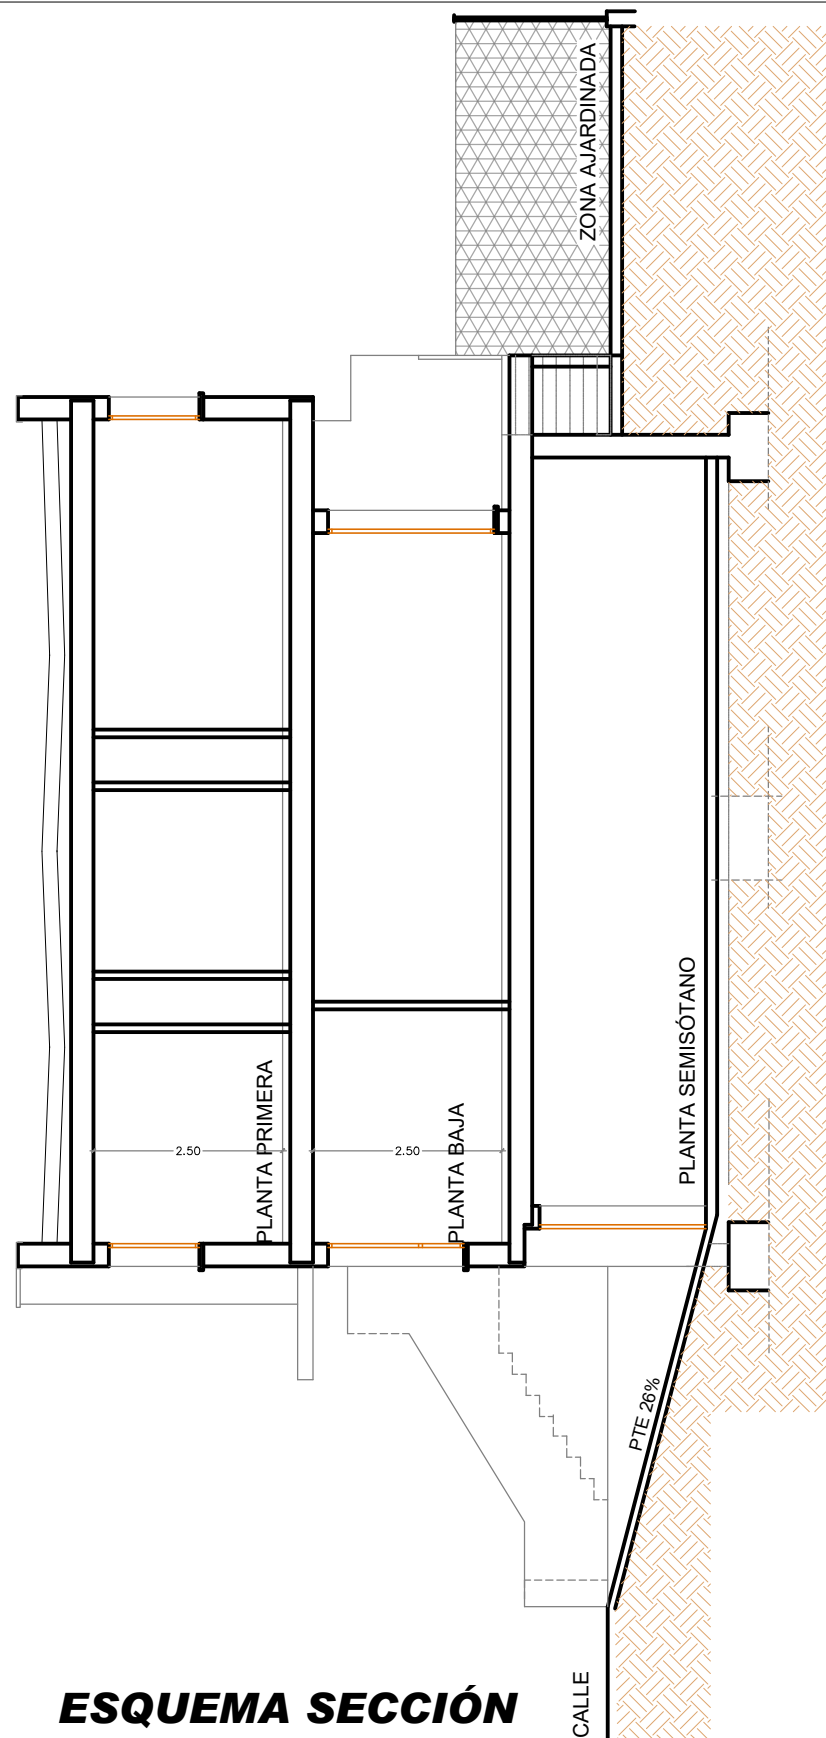 ZONA AJARDINADA
PLANTA PRIMERA
2.50
PLANTA BAJA
2.50
PLANTA SEMISÓTANO
PTE 26%
CALLE
ESQUEMA SECCIÓN